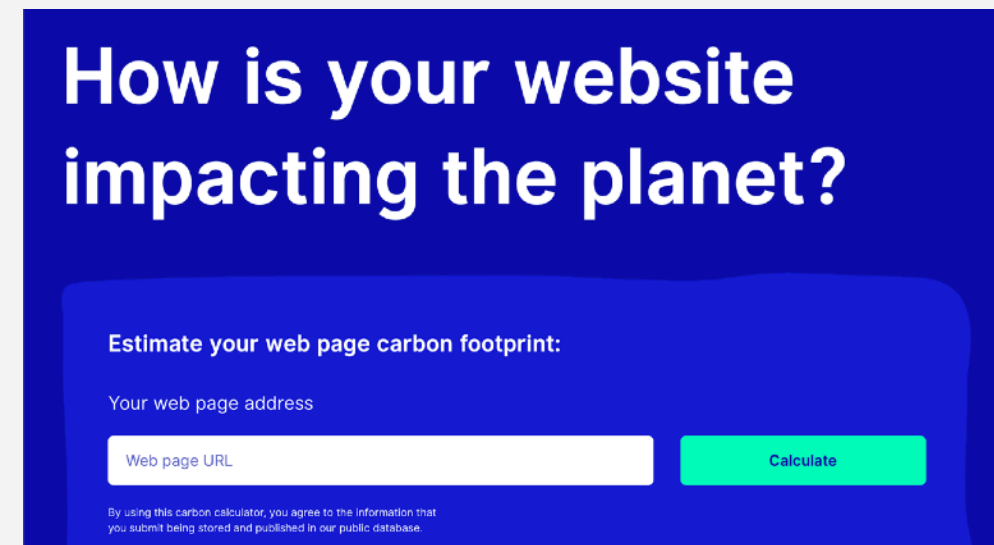 How is your website
impacting the planet?
Estimate your web page carbon footprint:
Your web page address
Web page URL
Calculate
By using this carbon calculator, you agree to the information that
you submit being stored and published in our public database.